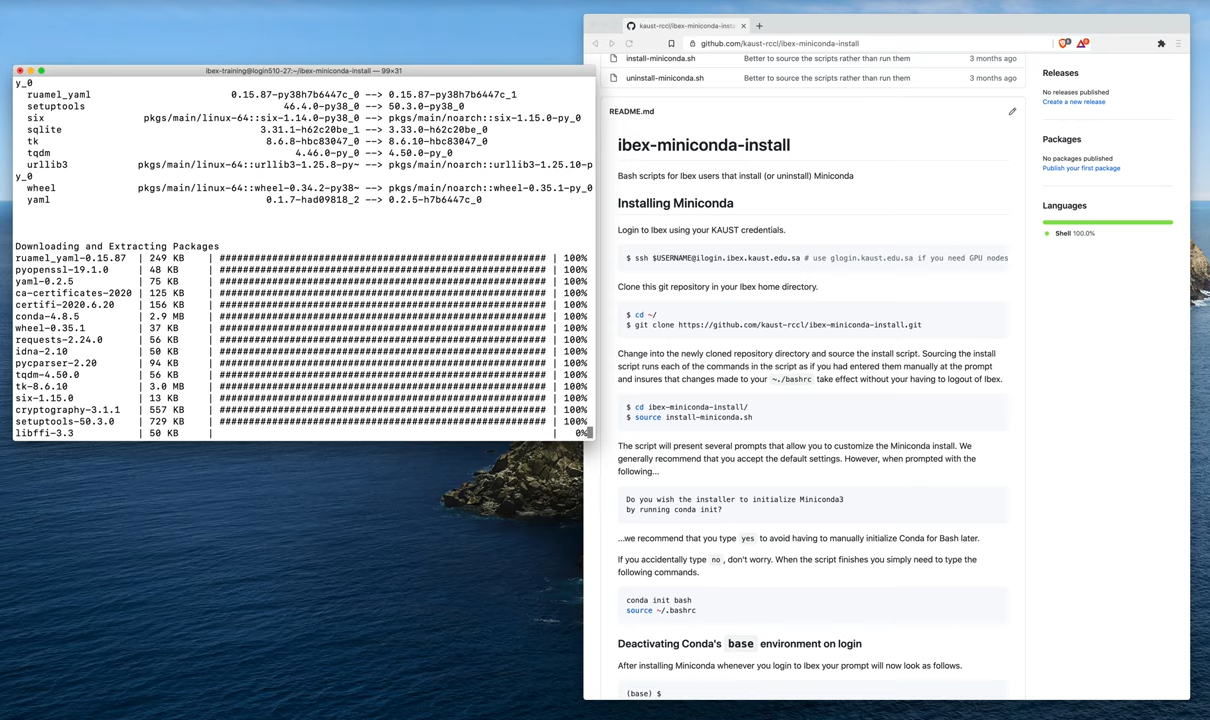 ibex-training@login510-27:~/ibex-miniconda-install — 99×31
y_0
ruamel_yaml 0.15.87-py38h7b6447c_0 --> 0.15.87-py38h7b6447c_1
setuptools 46.4.0-py38_0 --> 50.3.0-py38_0
six pkgs/main/linux-64::six-1.14.0-py38_0 --> pkgs/main/noarch::six-1.15.0-py_0
sqlite 3.31.1-h62c20be_1 --> 3.33.0-h62c20be_0
tk 8.6.8-hbc83047_0 --> 8.6.10-hbc83047_0
tqdm 4.46.0-py_0 --> 4.50.0-py_0
urllib3 pkgs/main/linux-64::urllib3-1.25.8-py~ --> pkgs/main/noarch::urllib3-1.25.10-p
y_0
wheel pkgs/main/linux-64::wheel-0.34.2-py38~ --> pkgs/main/noarch::wheel-0.35.1-py_0
yaml 0.1.7-had09818_2 --> 0.2.5-h7b6447c_0
Downloading and Extracting Packages
ruamel_yaml-0.15.87 | 249 KB | ####################################################### | 100%
pyopenssl-19.1.0 | 48 KB | ####################################################### | 100%
yaml-0.2.5 | 75 KB | ####################################################### | 100%
ca-certificates-2020 | 125 KB | ####################################################### | 100%
certifi-2020.6.20 | 156 KB | ####################################################### | 100%
conda-4.8.5 | 2.9 MB | ####################################################### | 100%
wheel-0.35.1 | 37 KB | ####################################################### | 100%
requests-2.24.0 | 56 KB | ####################################################### | 100%
idna-2.10 | 50 KB | ####################################################### | 100%
pycparser-2.20 | 94 KB | ####################################################### | 100%
tqdm-4.50.0 | 56 KB | ####################################################### | 100%
tk-8.6.10 | 3.0 MB | ####################################################### | 100%
six-1.15.0 | 13 KB | ####################################################### | 100%
cryptography-3.1.1 | 557 KB | ####################################################### | 100%
setuptools-50.3.0 | 729 KB | ####################################################### | 100%
libffi-3.3 | 50 KB | | 0%
kaust-rccl/ibex-miniconda-insta
github.com/kaust-rccl/ibex-miniconda-install
install-miniconda.sh Better to source the scripts rather than run them 3 months ago
uninstall-miniconda.sh Better to source the scripts rather than run them 3 months ago
README.md
ibex-miniconda-install
Bash scripts for Ibex users that install (or uninstall) Miniconda
Installing Miniconda
Login to Ibex using your KAUST credentials.
$ ssh $USERNAME@ilogin.ibex.kaust.edu.sa # use glogin.kaust.edu.sa if you need GPU nodes
Clone this git repository in your Ibex home directory.
$ cd ~/
$ git clone https://github.com/kaust-rccl/ibex-miniconda-install.git
Change into the newly cloned repository directory and source the install script. Sourcing the install
script runs each of the commands in the script as if you had entered them manually at the prompt
and insures that changes made to your ~./bashrc take effect without your having to logout of Ibex.
$ cd ibex-miniconda-install/
$ source install-miniconda.sh
The script will present several prompts that allow you to customize the Miniconda install. We
generally recommend that you accept the default settings. However, when prompted with the
following...
Do you wish the installer to initialize Miniconda3
by running conda init?
...we recommend that you type yes to avoid having to manually initialize Conda for Bash later.
If you accidentally type no, don't worry. When the script finishes you simply need to type the
following commands.
conda init bash
source ~/.bashrc
Deactivating Conda's base environment on login
After installing Miniconda whenever you login to Ibex your prompt will now look as follows.
(base) $
Releases
No releases published
Create a new release
Packages
No packages published
Publish your first package
Languages
Shell 100.0%